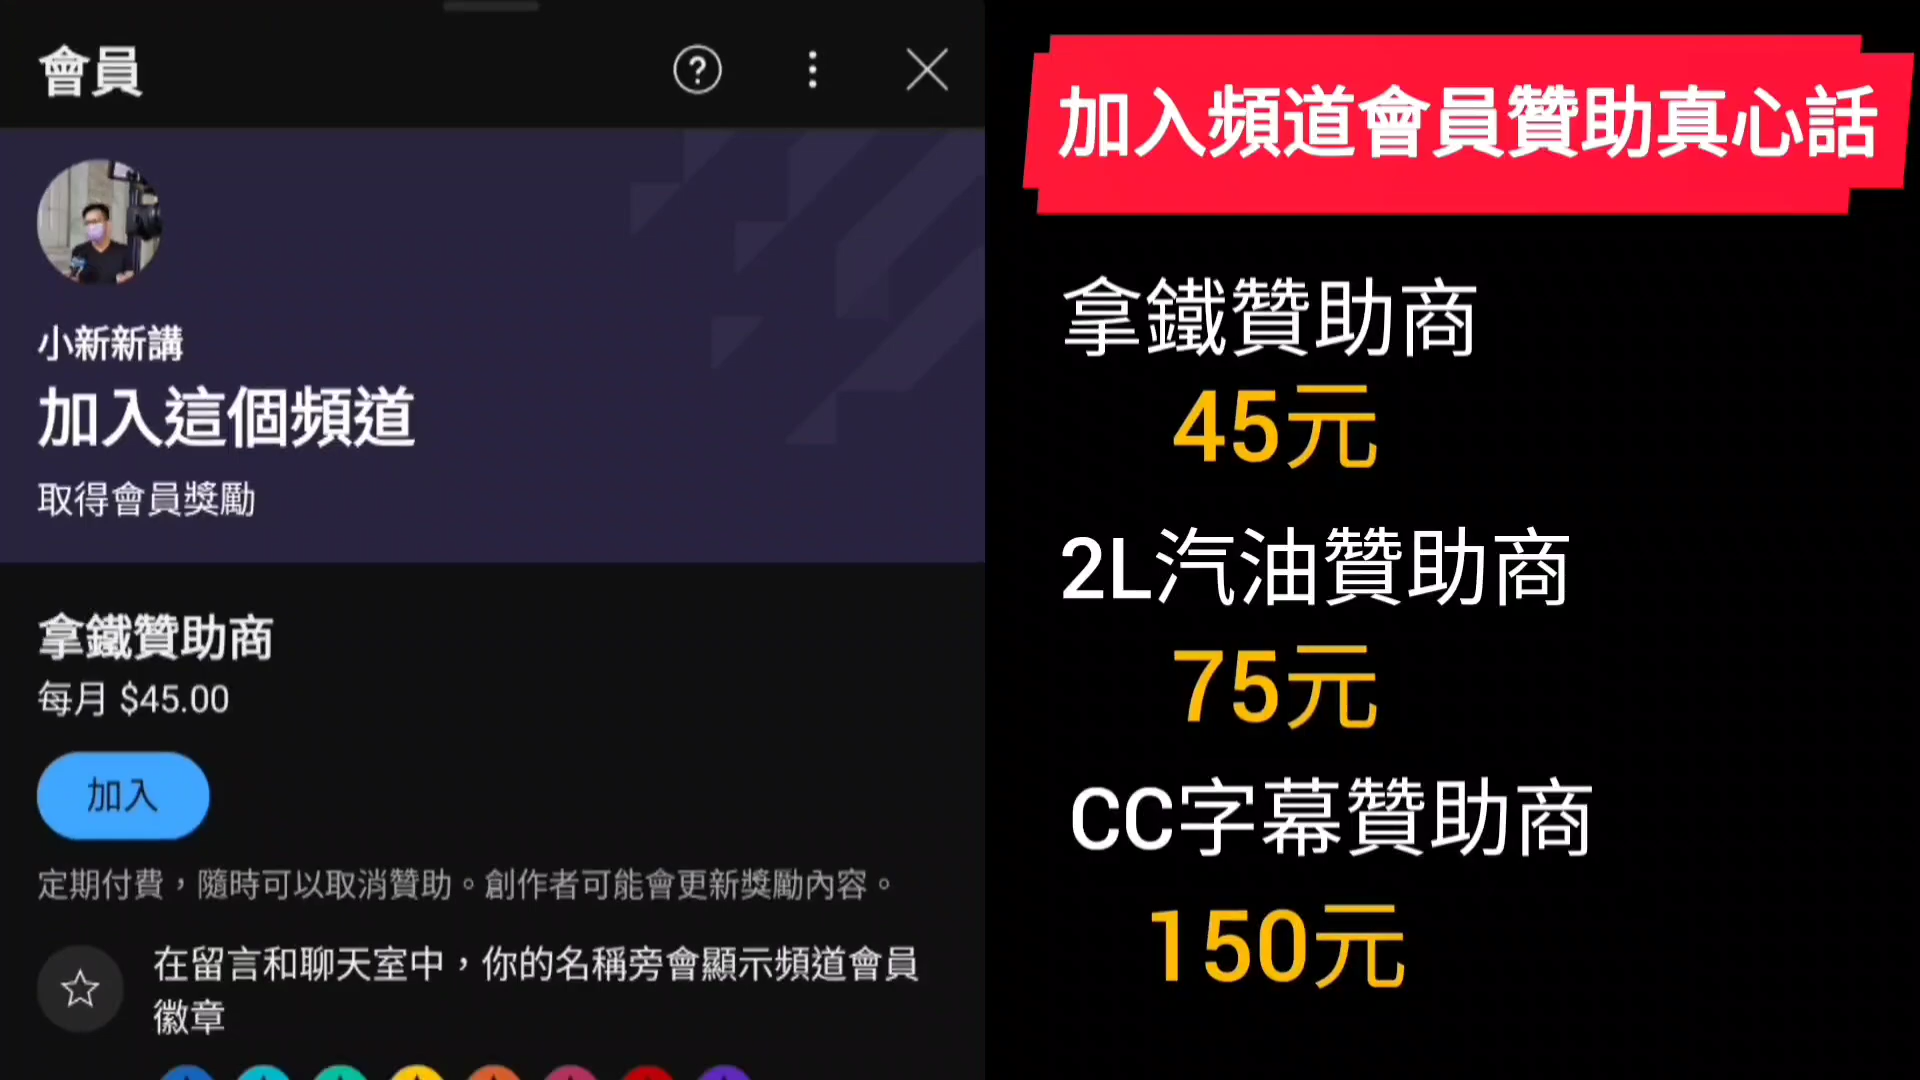 會員
小新新講
加入這個頻道
取得會員獎勵
拿鐵贊助商
每月 $45.00
加入
定期付費，隨時可以取消贊助。創作者可能會更新獎勵內容。
在留言和聊天室中，你的名稱旁會顯示頻道會員
徽章
加入頻道會員贊助真心話
拿鐵贊助商
45元
2L汽油贊助商
75元
CC字幕贊助商
150元